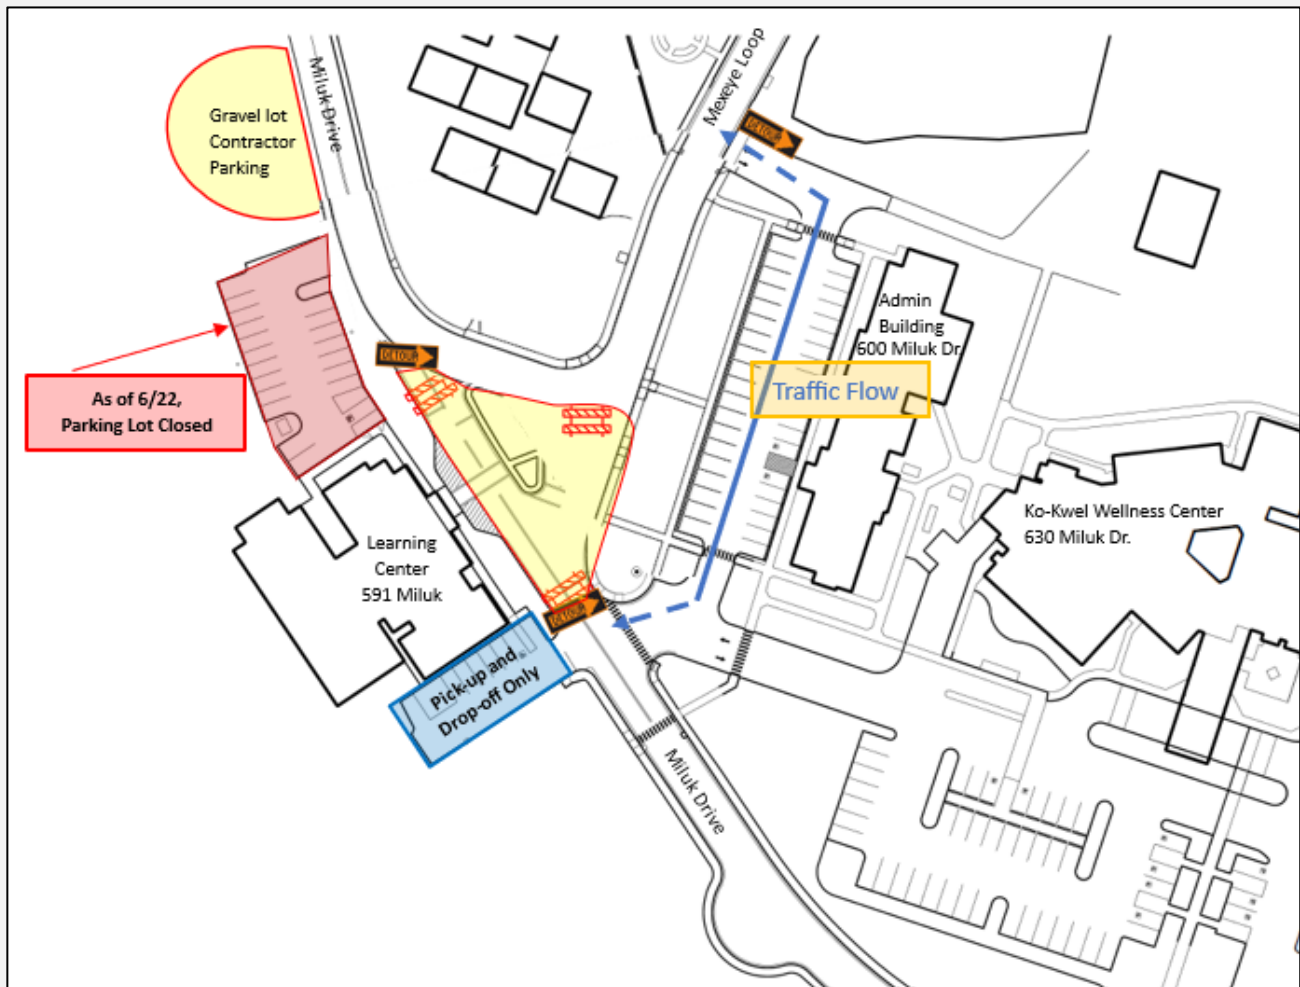 Gravel lot
Contractor
Parking
Miluk Drive
Mexeye Loop
DETOUR
As of 6/22,
Parking Lot Closed
DETOUR
Traffic Flow
Admin
Building
600 Miluk Dr.
Ko-Kwel Wellness Center
630 Miluk Dr.
Learning
Center
591 Miluk
DETOUR
Pick-up and
Drop-off Only
Miluk Drive